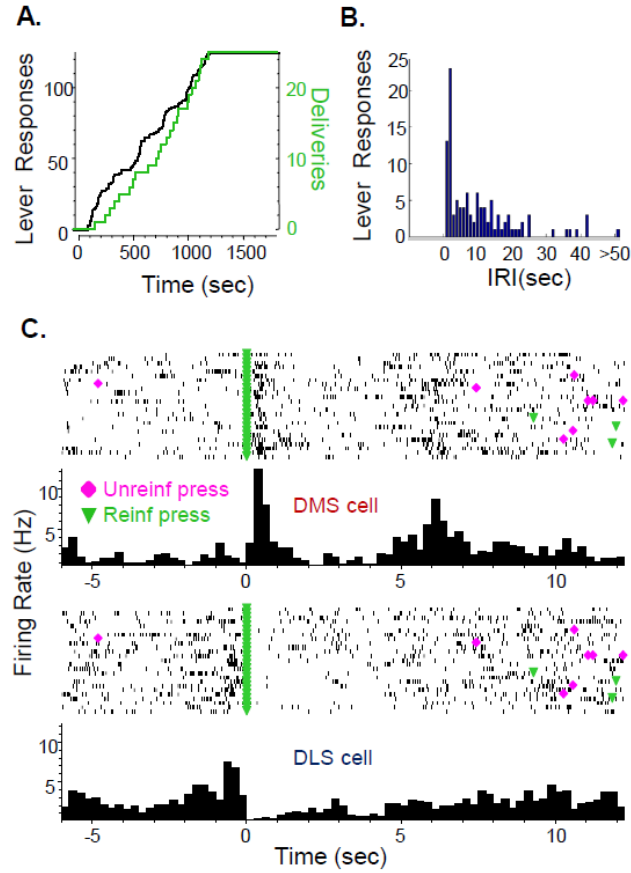 A.
Lever Responses
100
50
0
20
10
0
Deliveries
0 500 1000 1500
Time (sec)
B.
Lever Responses
25
20
15
10
5
0
0 10 20 30 40 >50
IRI(sec)
C.
Firing Rate (Hz)
Unreinf press
Reinf press
DMS cell
10
5
-5 0 5 10
DLS cell
10
5
-5 0 5 10
Time (sec)